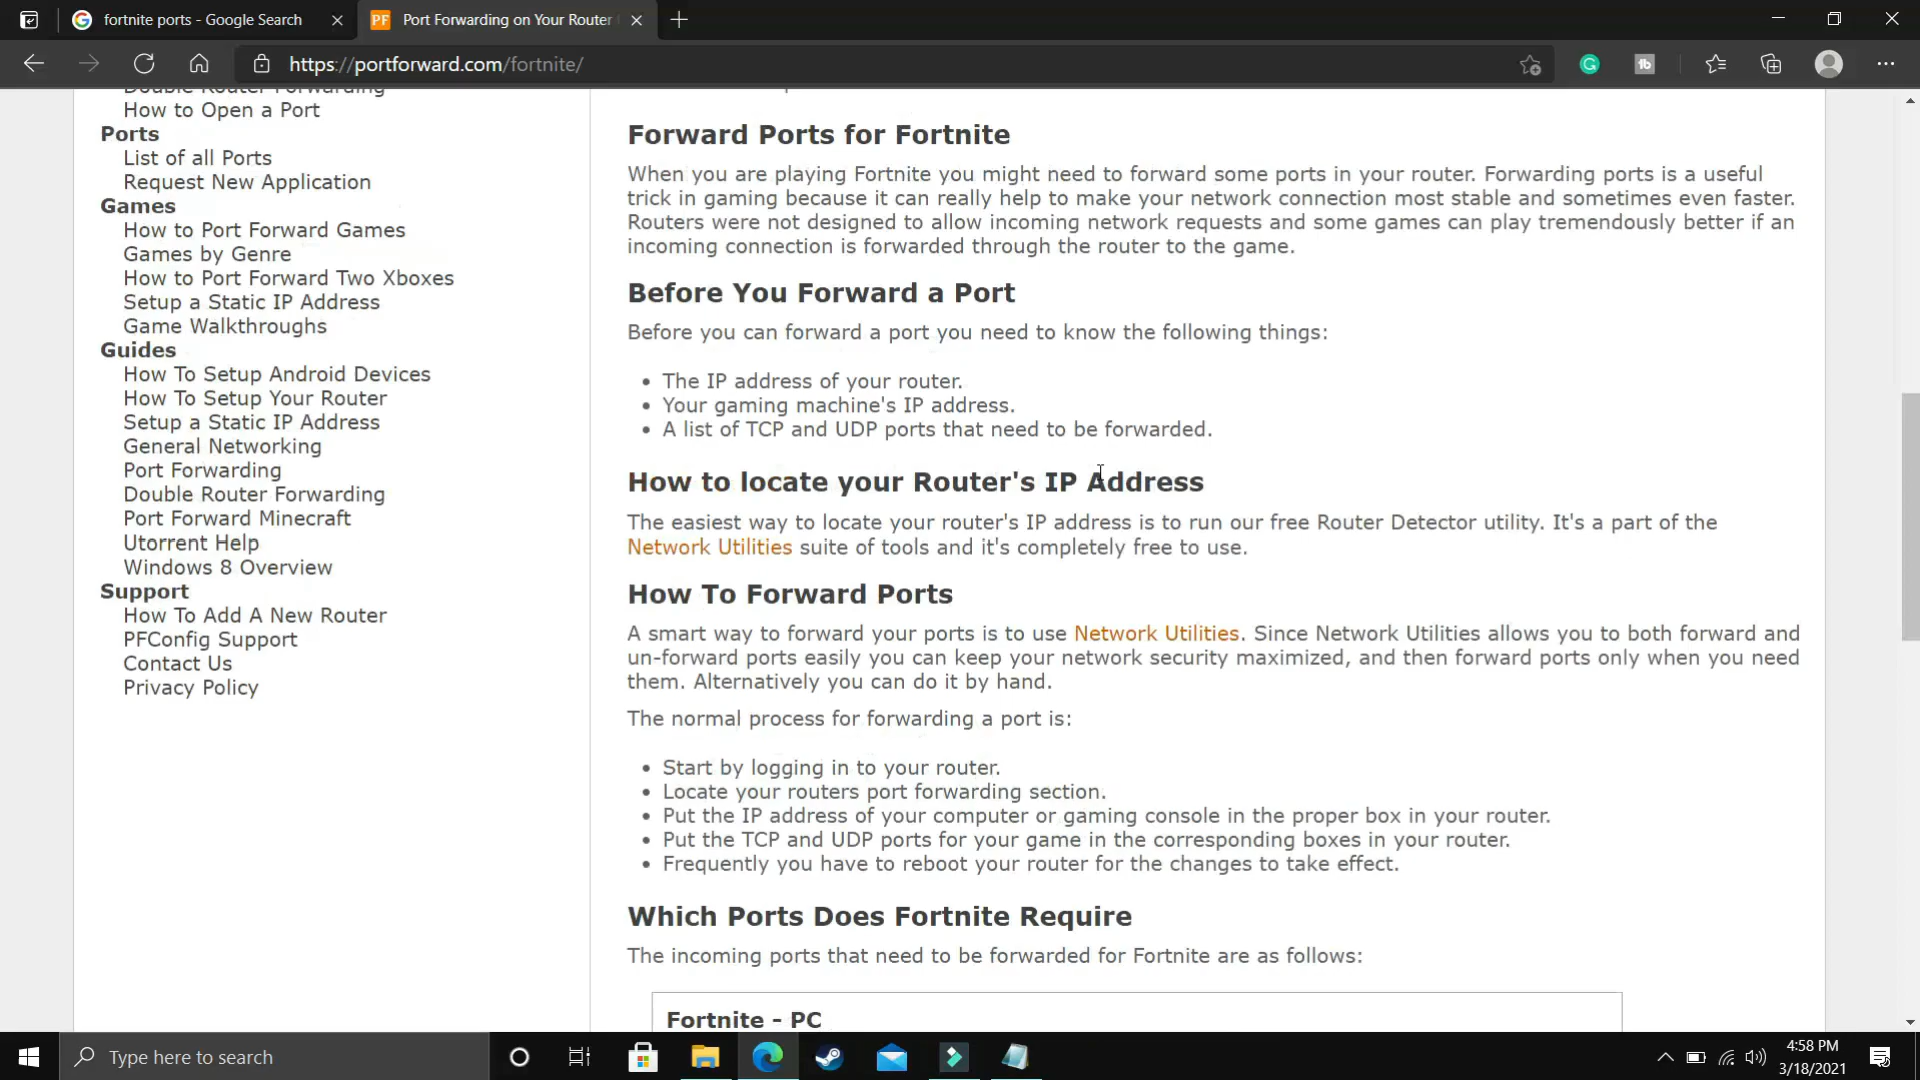 fortnite ports - Google Search
PF Port Forwarding on Your Router
https://portforward.com/fortnite/
Double Router Forwarding
How to Open a Port
Ports
List of all Ports
Request New Application
Games
How to Port Forward Games
Games by Genre
How to Port Forward Two Xboxes
Setup a Static IP Address
Game Walkthroughs
Guides
How To Setup Android Devices
How To Setup Your Router
Setup a Static IP Address
General Networking
Port Forwarding
Double Router Forwarding
Port Forward Minecraft
Utorrent Help
Windows 8 Overview
Support
How To Add A New Router
PFConfig Support
Contact Us
Privacy Policy
Forward Ports for Fortnite
When you are playing Fortnite you might need to forward some ports in your router. Forwarding ports is a useful
trick in gaming because it can really help to make your network connection most stable and sometimes even faster.
Routers were not designed to allow incoming network requests and some games can play tremendously better if an
incoming connection is forwarded through the router to the game.
Before You Forward a Port
Before you can forward a port you need to know the following things:
• The IP address of your router.
• Your gaming machine's IP address.
• A list of TCP and UDP ports that need to be forwarded.
How to locate your Router's IP Address
The easiest way to locate your router's IP address is to run our free Router Detector utility. It's a part of the
Network Utilities suite of tools and it's completely free to use.
How To Forward Ports
A smart way to forward your ports is to use Network Utilities. Since Network Utilities allows you to both forward and
un-forward ports easily you can keep your network security maximized, and then forward ports only when you need
them. Alternatively you can do it by hand.
The normal process for forwarding a port is:
• Start by logging in to your router.
• Locate your routers port forwarding section.
• Put the IP address of your computer or gaming console in the proper box in your router.
• Put the TCP and UDP ports for your game in the corresponding boxes in your router.
• Frequently you have to reboot your router for the changes to take effect.
Which Ports Does Fortnite Require
The incoming ports that need to be forwarded for Fortnite are as follows:
Fortnite - PC
Type here to search
4:58 PM
3/18/2021